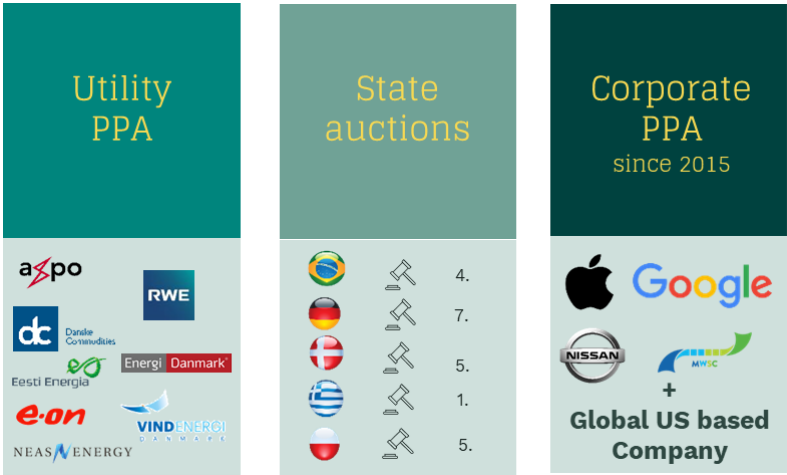 Utility
PPA
State
auctions
Corporate
PPA
since 2015
axpo
RWE
dc
Danske
Commodities
Energi Danmark
Eesti Energia
e·on
VINDENERGI
DANMARK
NEAS ENERGY
4.
7.
5.
1.
5.
Google
NISSAN
MWSC
+
Global US based
Company